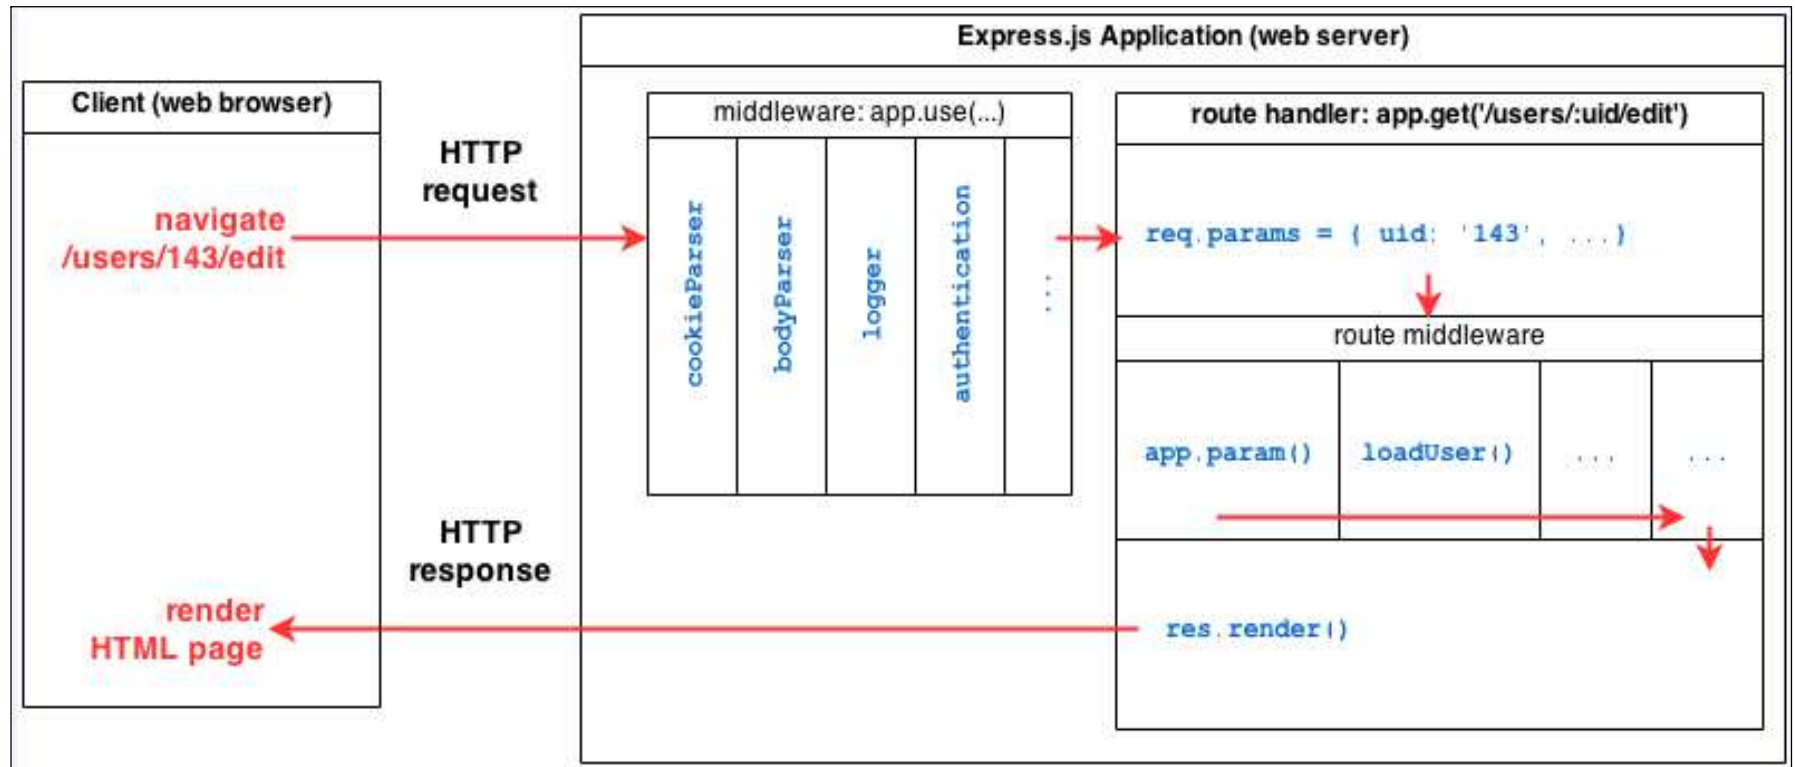 Express.js Application (web server)
Client (web browser)
navigate
/users/143/edit
HTTP
request
middleware: app.use(...)
cookieParser
bodyParser
logger
authentication
...
route handler: app.get('/users/:uid/edit')
req.params = { uid: '143', ...}
route middleware
app.param()
loadUser()
...
...
res.render()
HTTP
response
render
HTML page